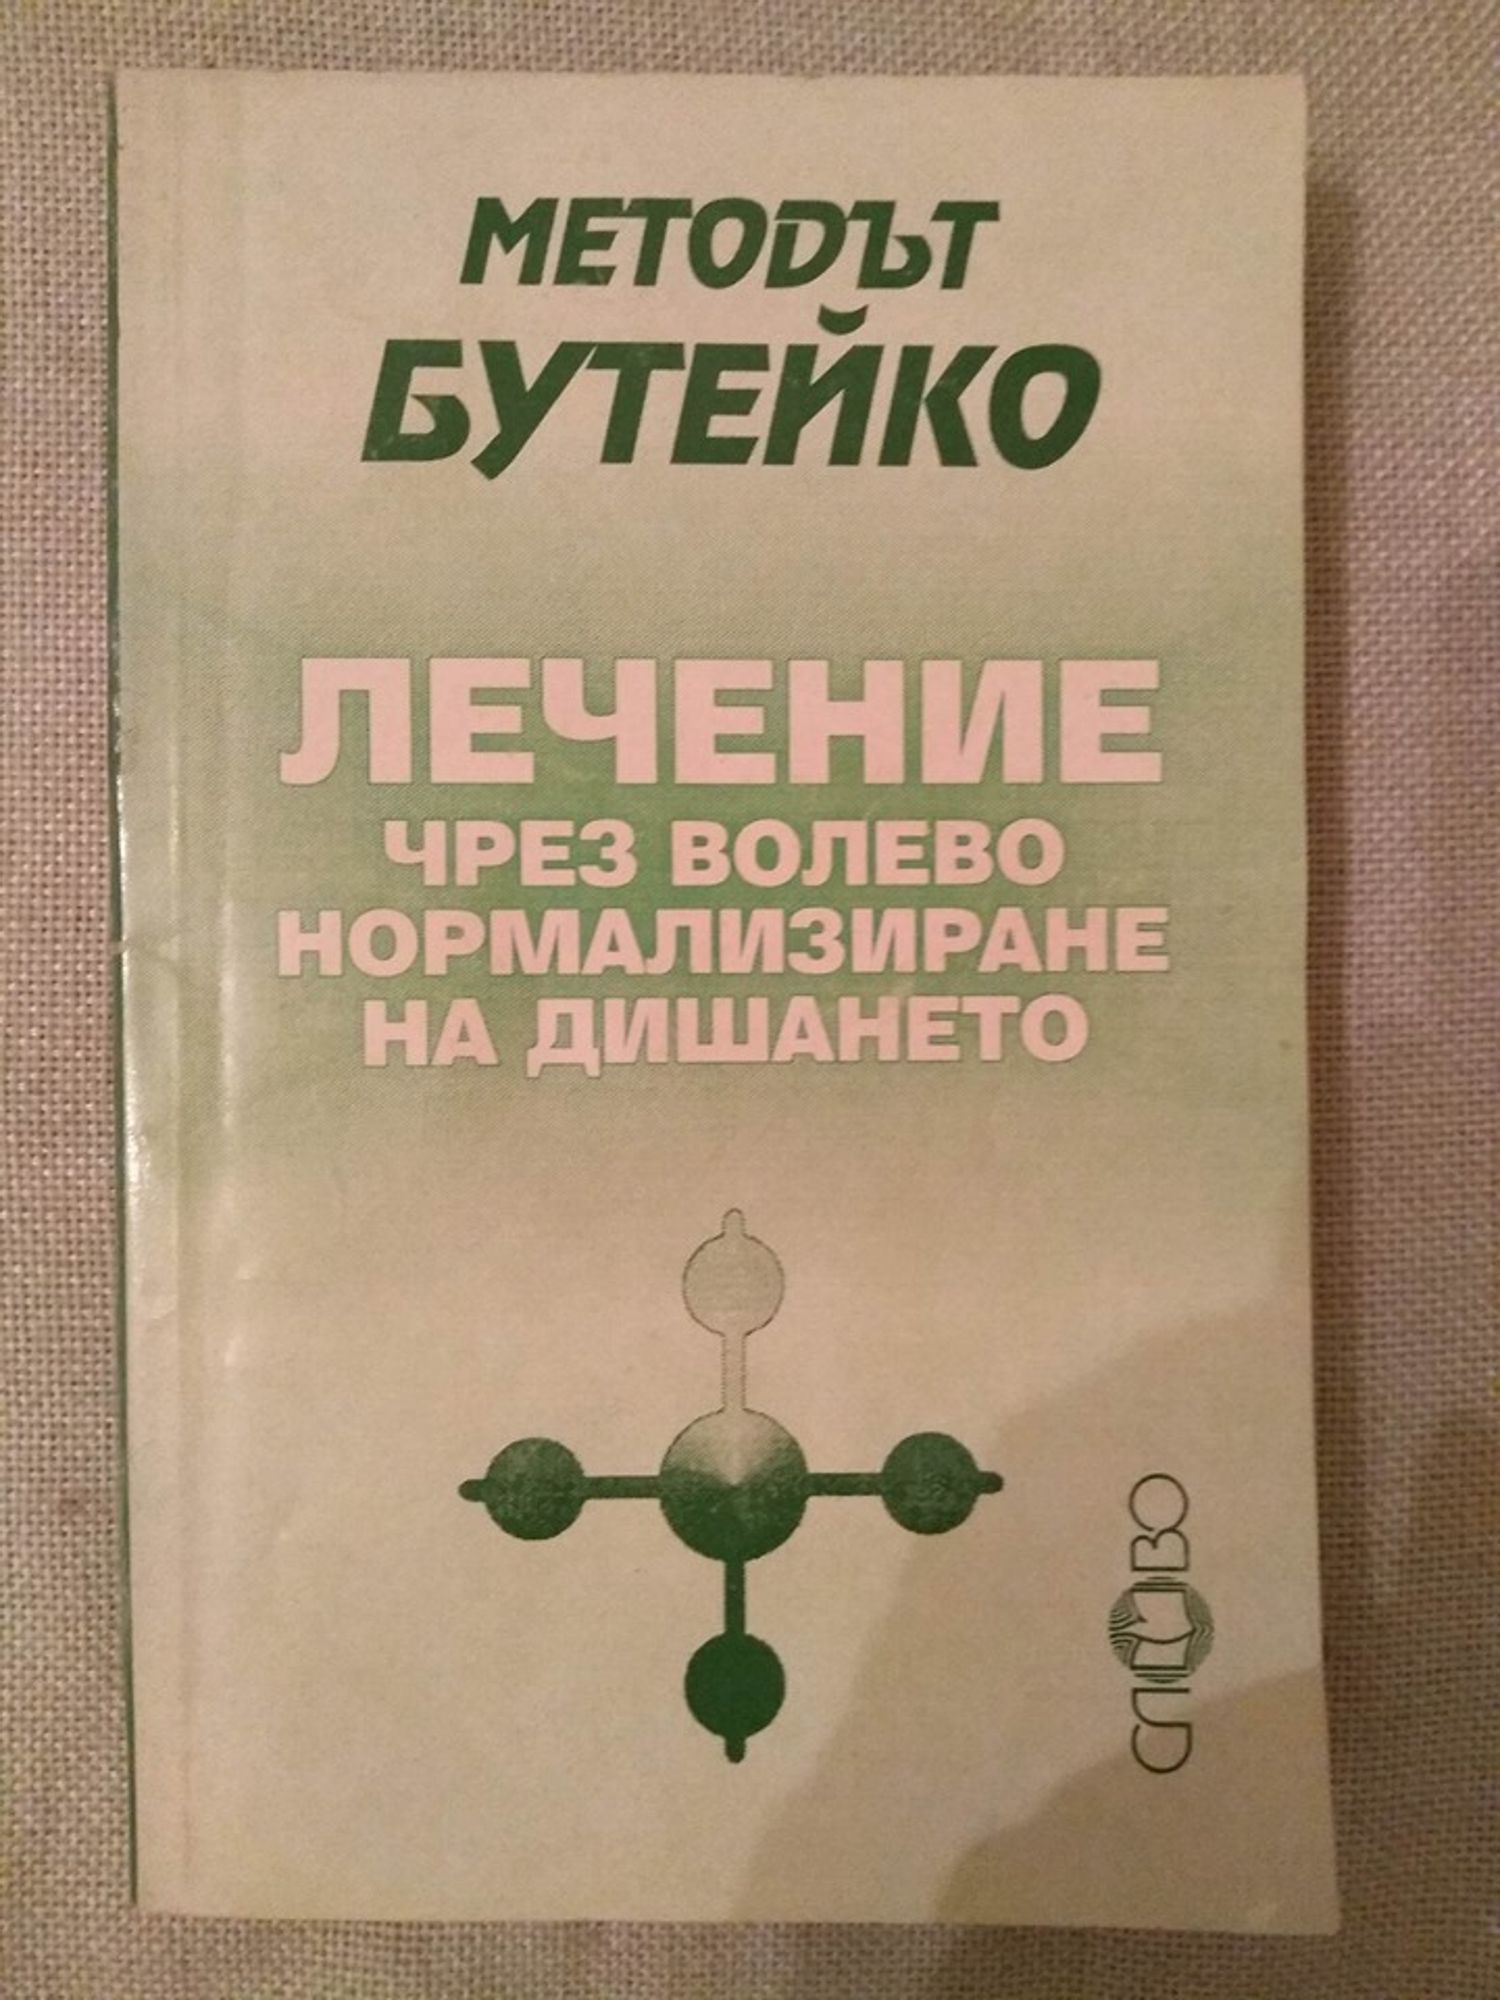 МЕТОДЪТ
БУТЕЙКО
ЛЕЧЕНИЕ
ЧРЕЗ ВОЛЕВО
НОРМАЛИЗИРАНЕ
НА ДИШАНЕТО
СЛОВО